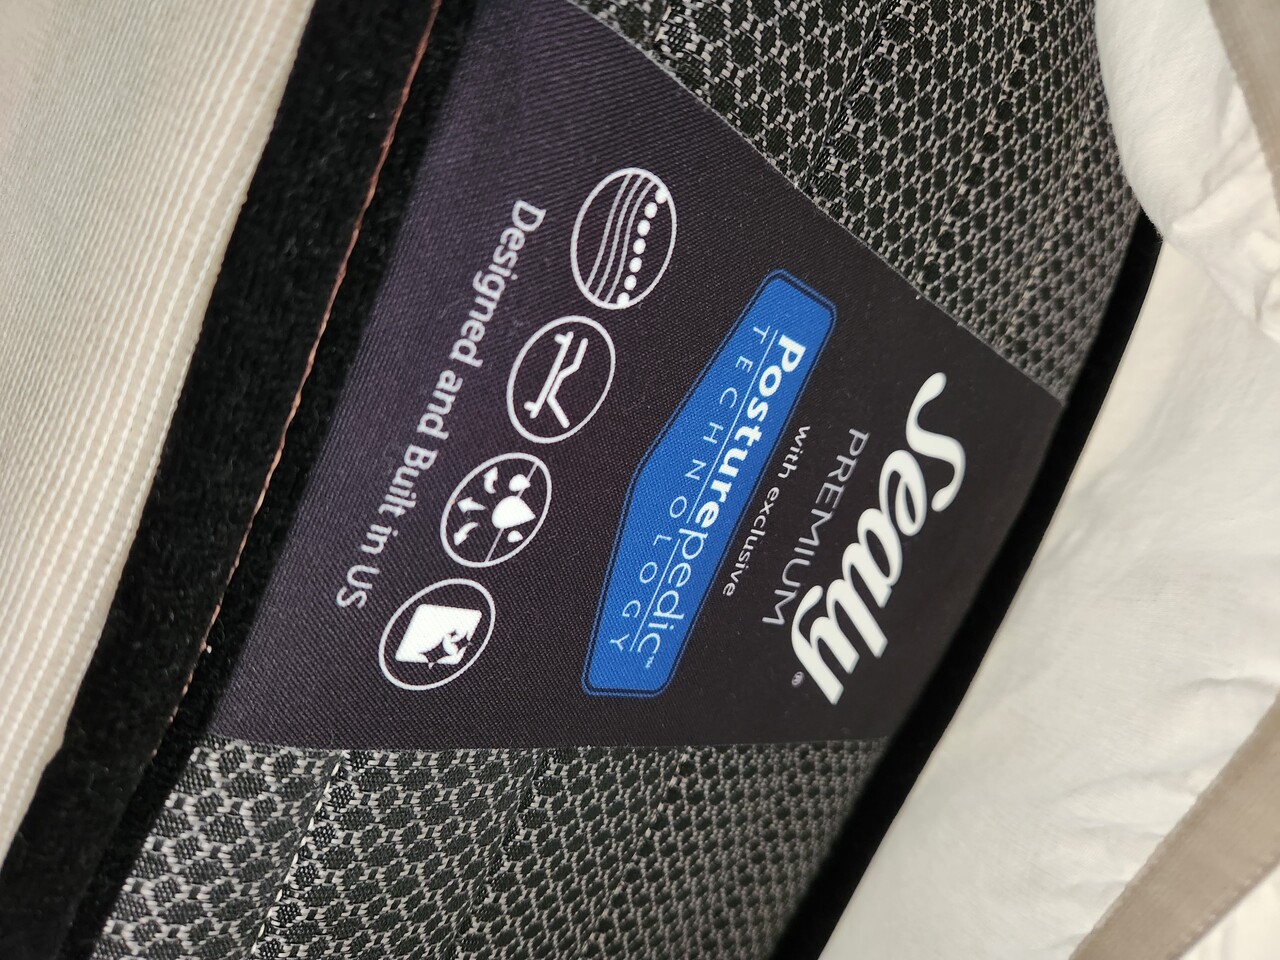 Sealy®
PREMIUM
with exclusive
Posturepedic™
TECHNOLOGY
Designed and Built in US